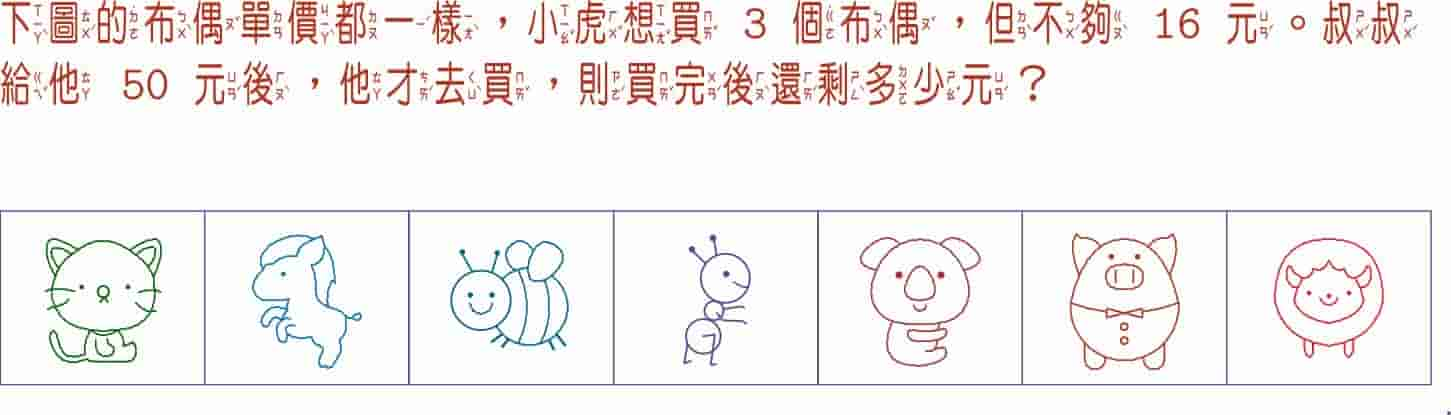 下圖的布偶單價都一樣，小虎想買 3 個布偶，但不夠 16 元。叔叔
給他 50 元後，他才去買，則買完後還剩多少元？